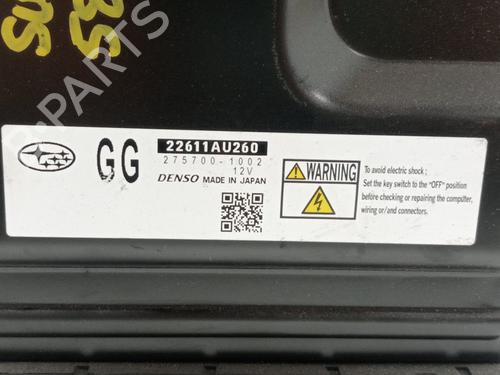 B-PARTS
GG
22611AU260
275700-1002
12V
DENSO MADE IN JAPAN
WARNING
To avoid electric shock ;
Set the key switch to the "OFF" position
before checking or repairing the computer,
wiring or/and connectors.